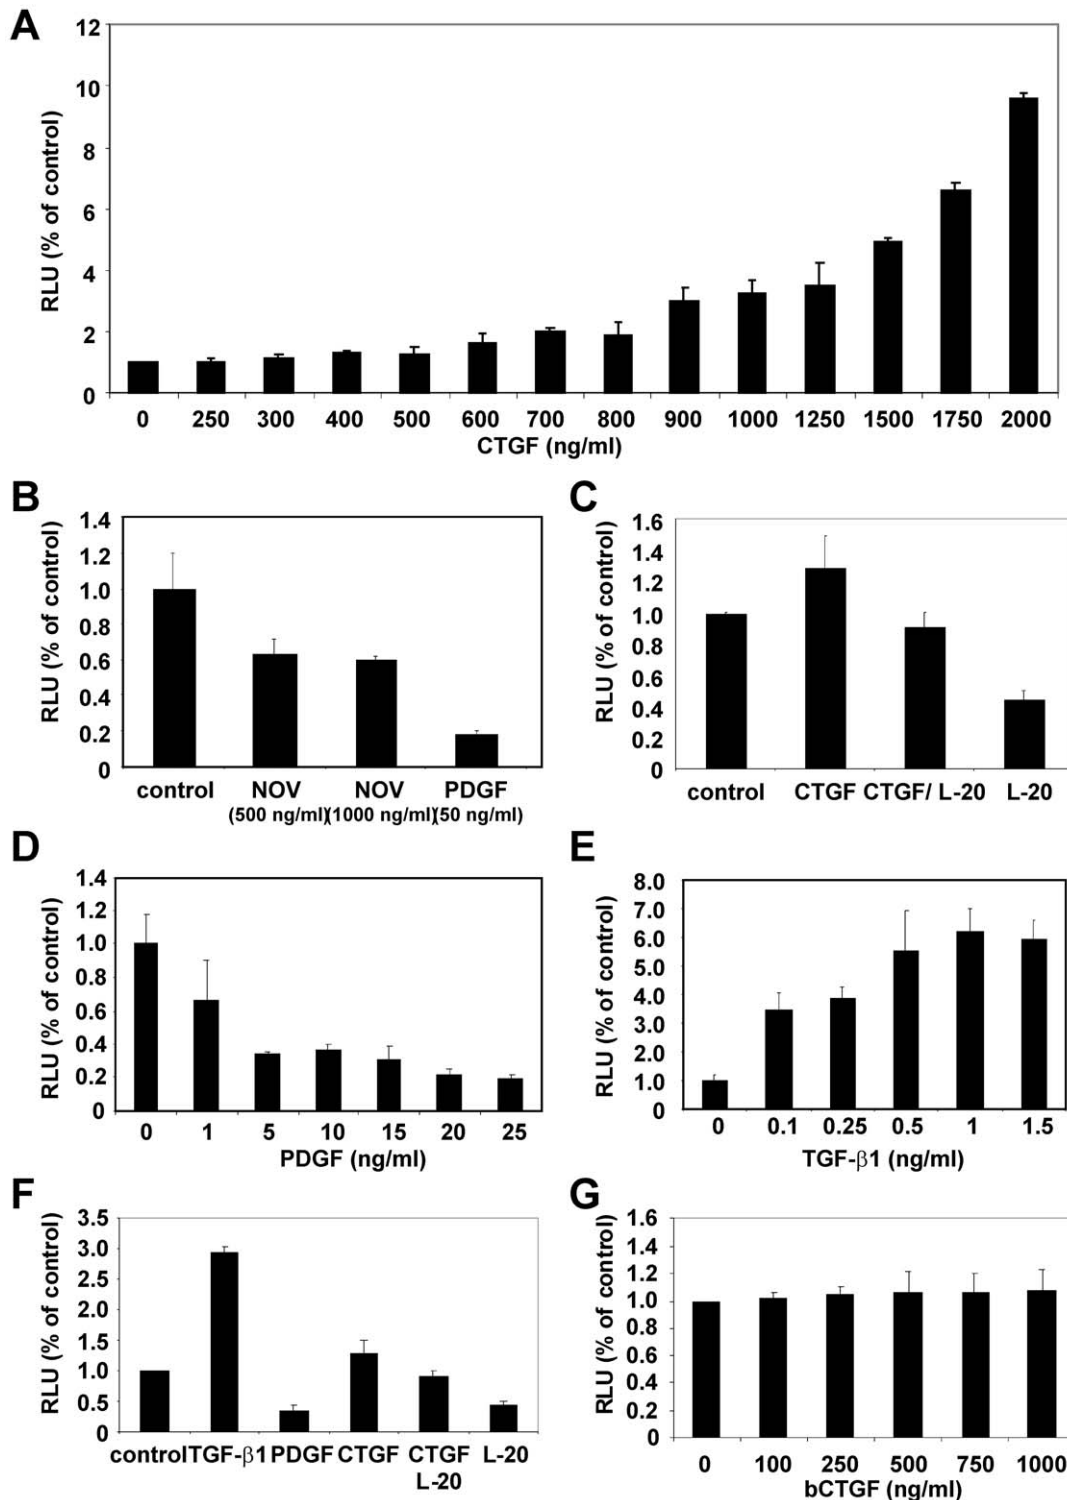 A
RLU (% of control)
12
10
8
6
4
2
0
0 250 300 400 500 600 700 800 900 1000 1250 1500 1750 2000
CTGF (ng/ml)
B
RLU (% of control)
1.4
1.2
1.0
0.8
0.6
0.4
0.2
0
control NOV NOV PDGF
(500 ng/ml) (1000 ng/ml) (50 ng/ml)
C
RLU (% of control)
1.6
1.4
1.2
1.0
0.8
0.6
0.4
0.2
0
control CTGF CTGF/ L-20 L-20
D
RLU (% of control)
1.4
1.2
1.0
0.8
0.6
0.4
0.2
0
0 1 5 10 15 20 25
PDGF (ng/ml)
E
RLU (% of control)
8.0
7.0
6.0
5.0
4.0
3.0
2.0
1.0
0
0 0.1 0.25 0.5 1 1.5
TGF-β1 (ng/ml)
F
RLU (% of control)
3.5
3.0
2.5
2.0
1.5
1.0
0.5
0
control TGF-β1 PDGF CTGF CTGF L-20
L-20
G
RLU (% of control)
1.6
1.4
1.2
1.0
0.8
0.6
0.4
0.2
0
0 100 250 500 750 1000
bCTGF (ng/ml)